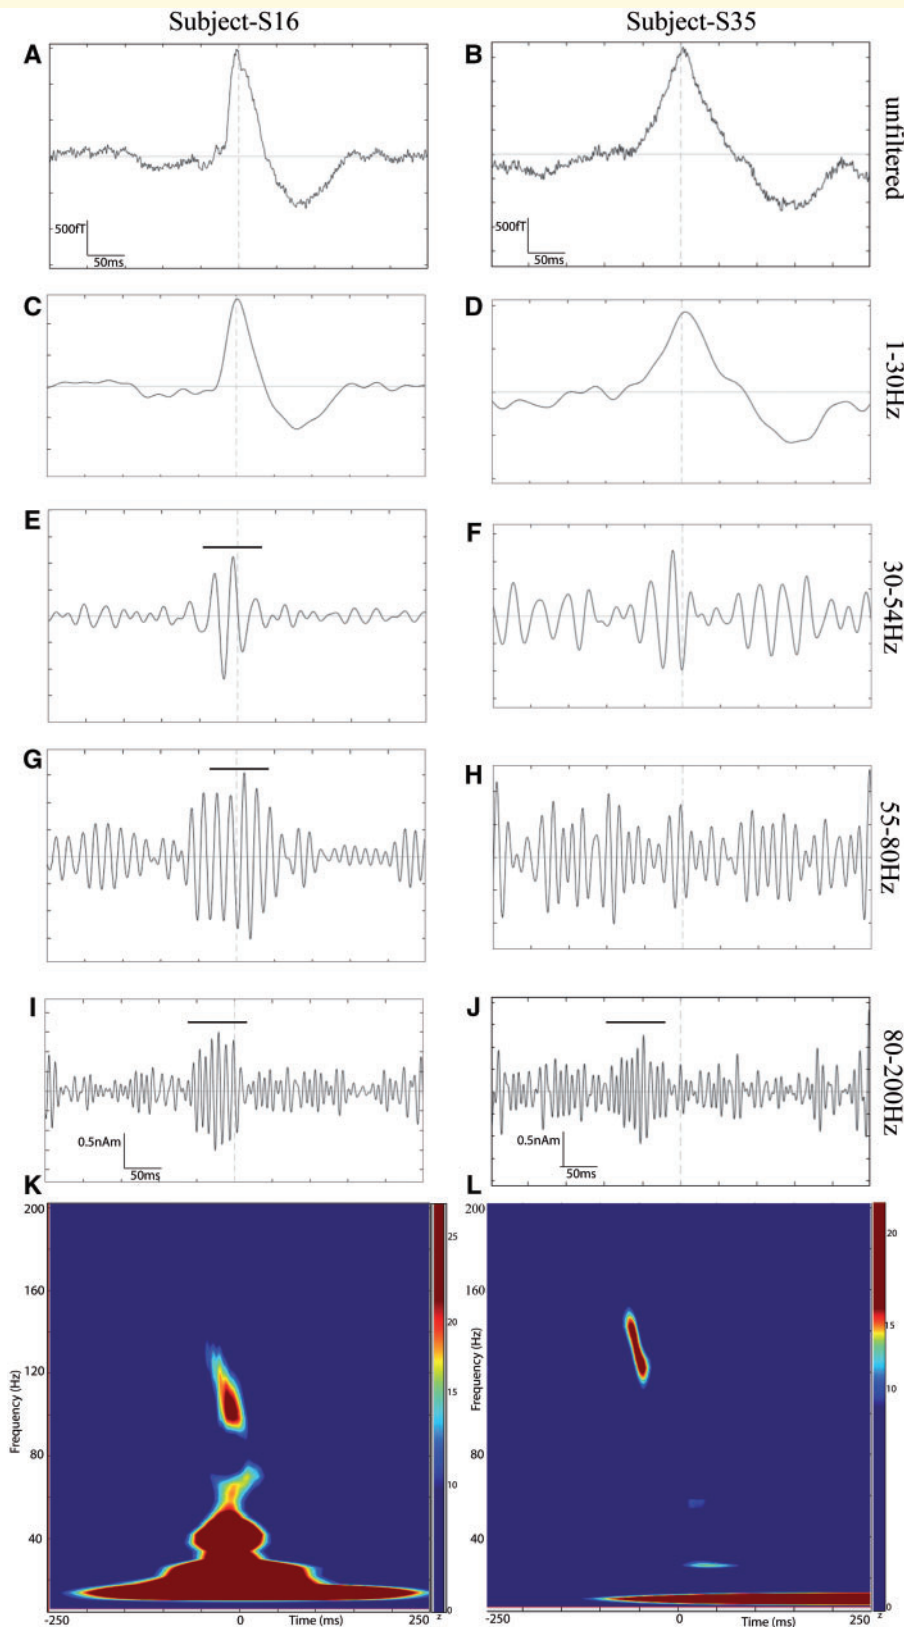 Subject-S16
Subject-S35
A
B
unfiltered
500fT
50ms
500fT
50ms
C
D
1-30Hz
E
F
30-54Hz
G
H
55-80Hz
I
J
80-200Hz
0.5nAm
50ms
0.5nAm
50ms
K
L
200
160
120
80
40
Frequency (Hz)
-250
0
Time (ms)
250
z
25
20
15
10
0
200
160
120
80
40
Frequency (Hz)
-250
0
Time (ms)
250
z
20
15
10
0